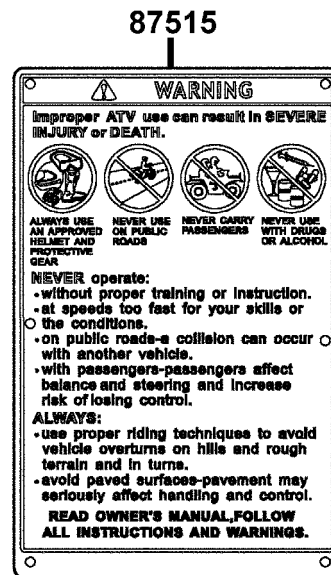 87515
WARNING
Improper ATV use can result in SEVERE
INJURY or DEATH.
ALWAYS USE
AN APPROVED
HELMET AND
PROTECTIVE
GEAR
NEVER USE
ON PUBLIC
ROADS
NEVER CARRY
PASSENGERS
NEVER USE
WITH DRUGS
OR ALCOHOL
NEVER operate:
•without proper training or instruction.
•at speeds too fast for your skills or
the conditions.
•on public roads-a collision can occur
with another vehicle.
•with passengers-passengers affect
balance and steering and increase
risk of losing control.
ALWAYS:
•use proper riding techniques to avoid
vehicle overturns on hills and rough
terrain and in turns.
•avoid paved surfaces-pavement may
seriously affect handling and control.
READ OWNER'S MANUAL,FOLLOW
ALL INSTRUCTIONS AND WARNINGS.